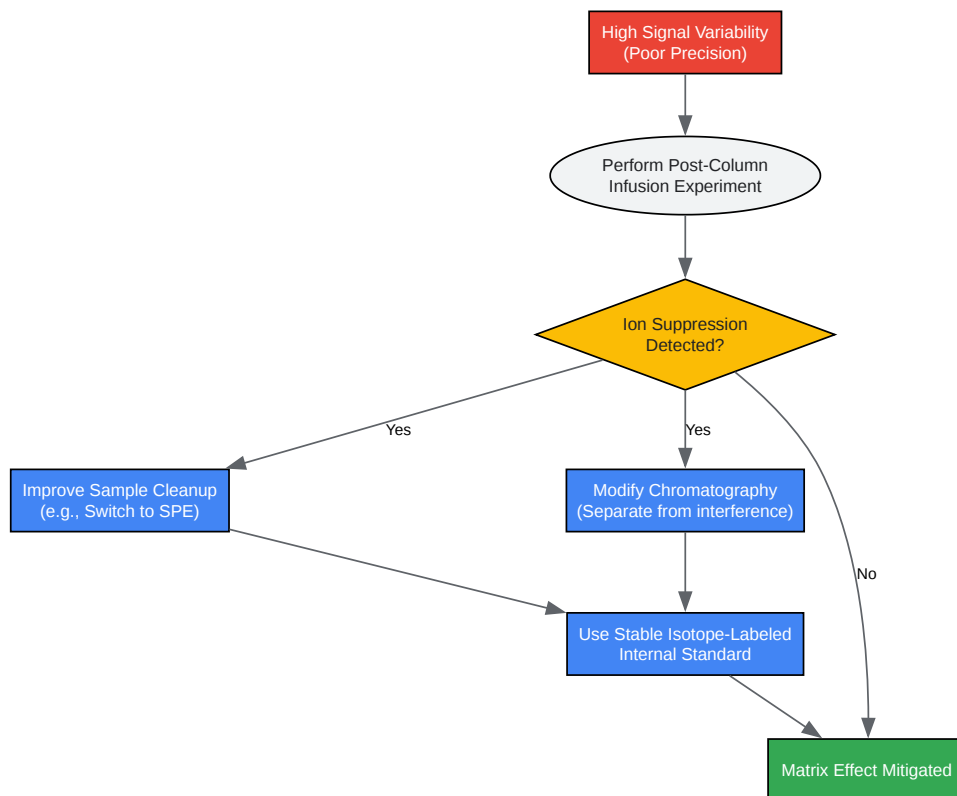 High Signal Variability
(Poor Precision)
Perform Post-Column
Infusion Experiment
Ion Suppression
Detected?
Yes
Yes
Improve Sample Cleanup
(e.g., Switch to SPE)
Modify Chromatography
(Separate from interference)
No
Use Stable Isotope-Labeled
Internal Standard
Matrix Effect Mitigated